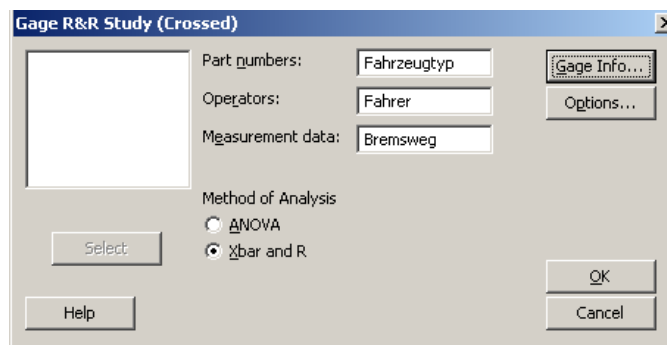 Gage R&R Study (Crossed)
Part numbers: Fahrzeugtyp
Operators: Fahrer
Measurement data: Bremsweg
Gage Info...
Options...
Method of Analysis
ANOVA
Xbar and R
Select
Help
OK
Cancel